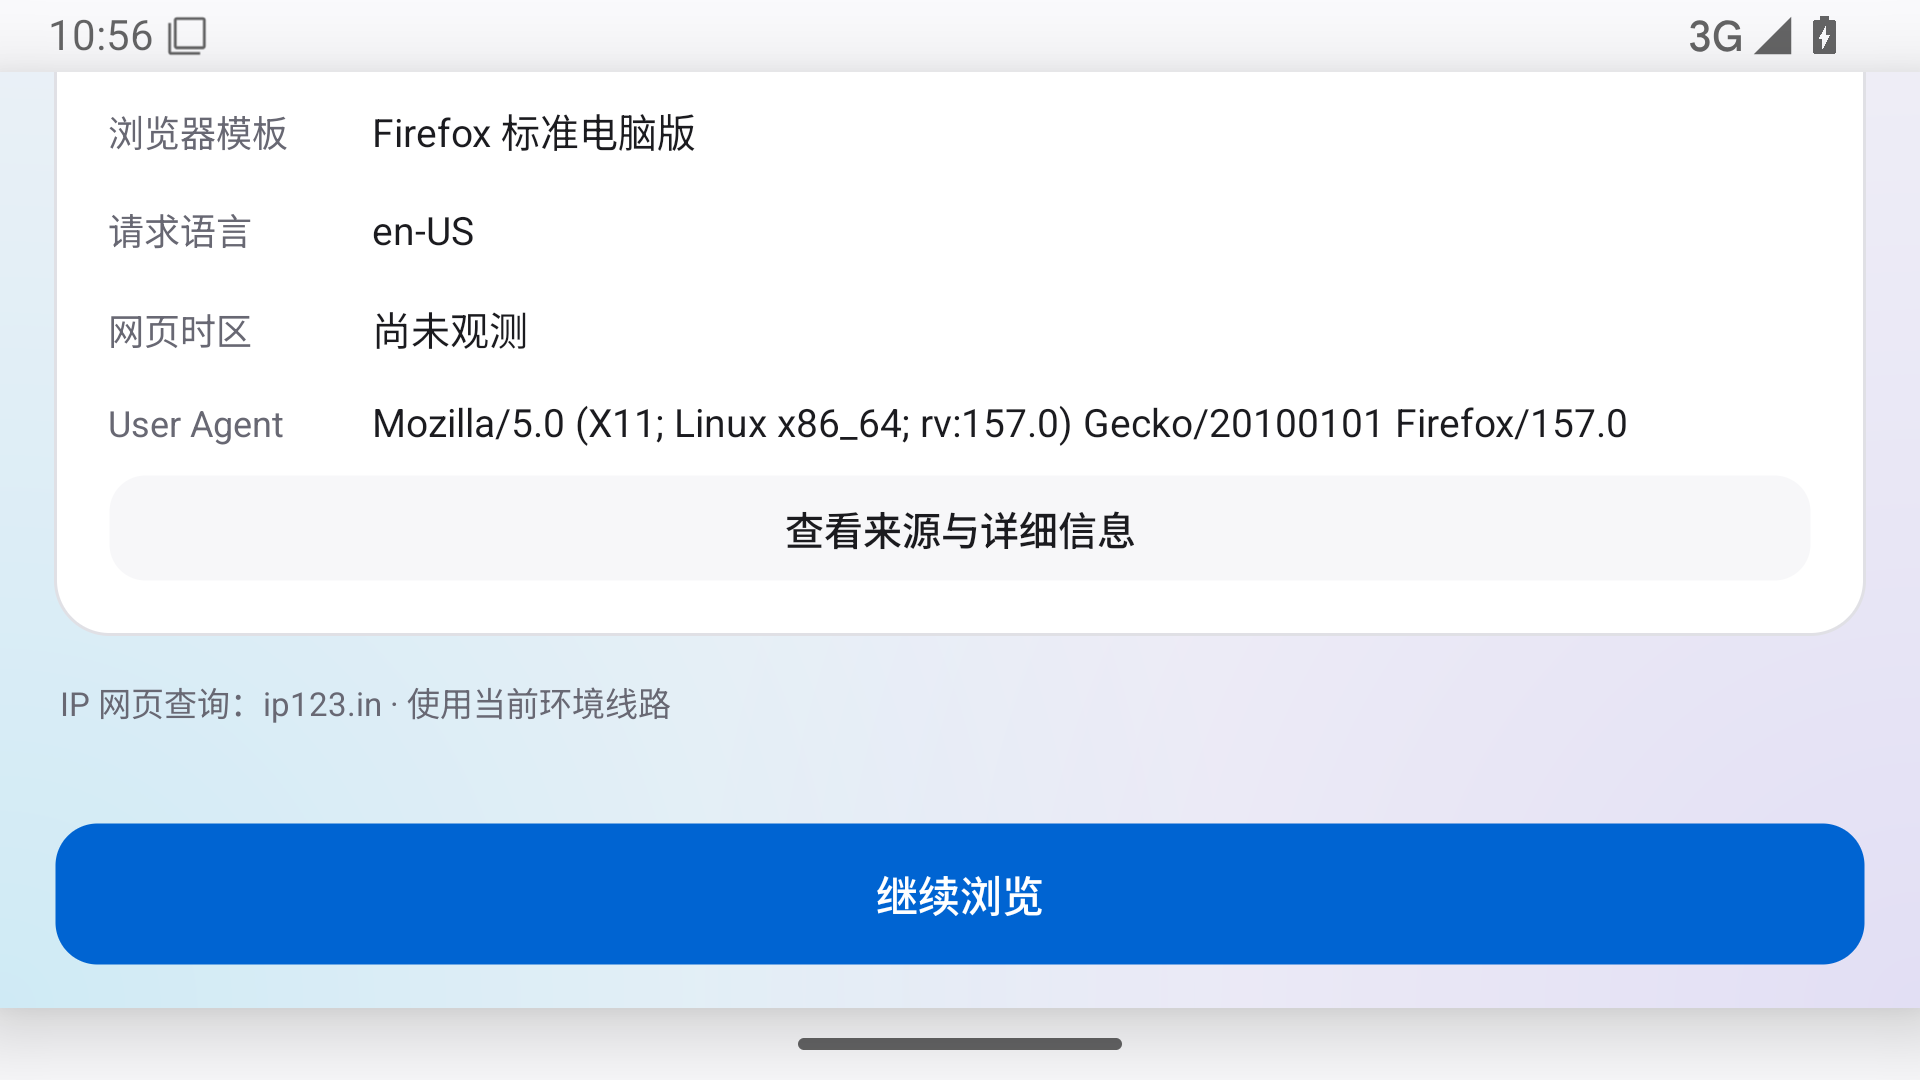 10:56
3G
浏览器模板 Firefox 标准电脑版
请求语言 en-US
网页时区 尚未观测
User Agent Mozilla/5.0 (X11; Linux x86_64; rv:157.0) Gecko/20100101 Firefox/157.0
查看来源与详细信息
IP 网页查询：ip123.in · 使用当前环境线路
继续浏览